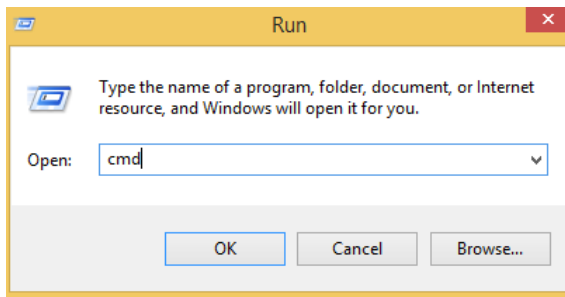 Run
Type the name of a program, folder, document, or Internet
resource, and Windows will open it for you.
Open: cmd
OK Cancel Browse...